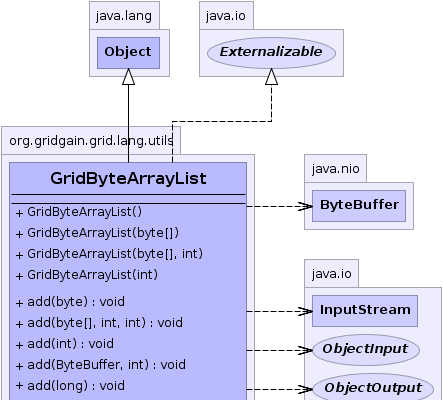 java.lang
java.io
Object
Externalizable
org.gridgain.grid.lang.utils
GridByteArrayList
+ GridByteArrayList()
+ GridByteArrayList(byte[])
+ GridByteArrayList(byte[], int)
+ GridByteArrayList(int)
+ add(byte) : void
+ add(byte[], int, int) : void
+ add(int) : void
+ add(ByteBuffer, int) : void
+ add(long) : void
java.nio
ByteBuffer
java.io
InputStream
ObjectInput
ObjectOutput